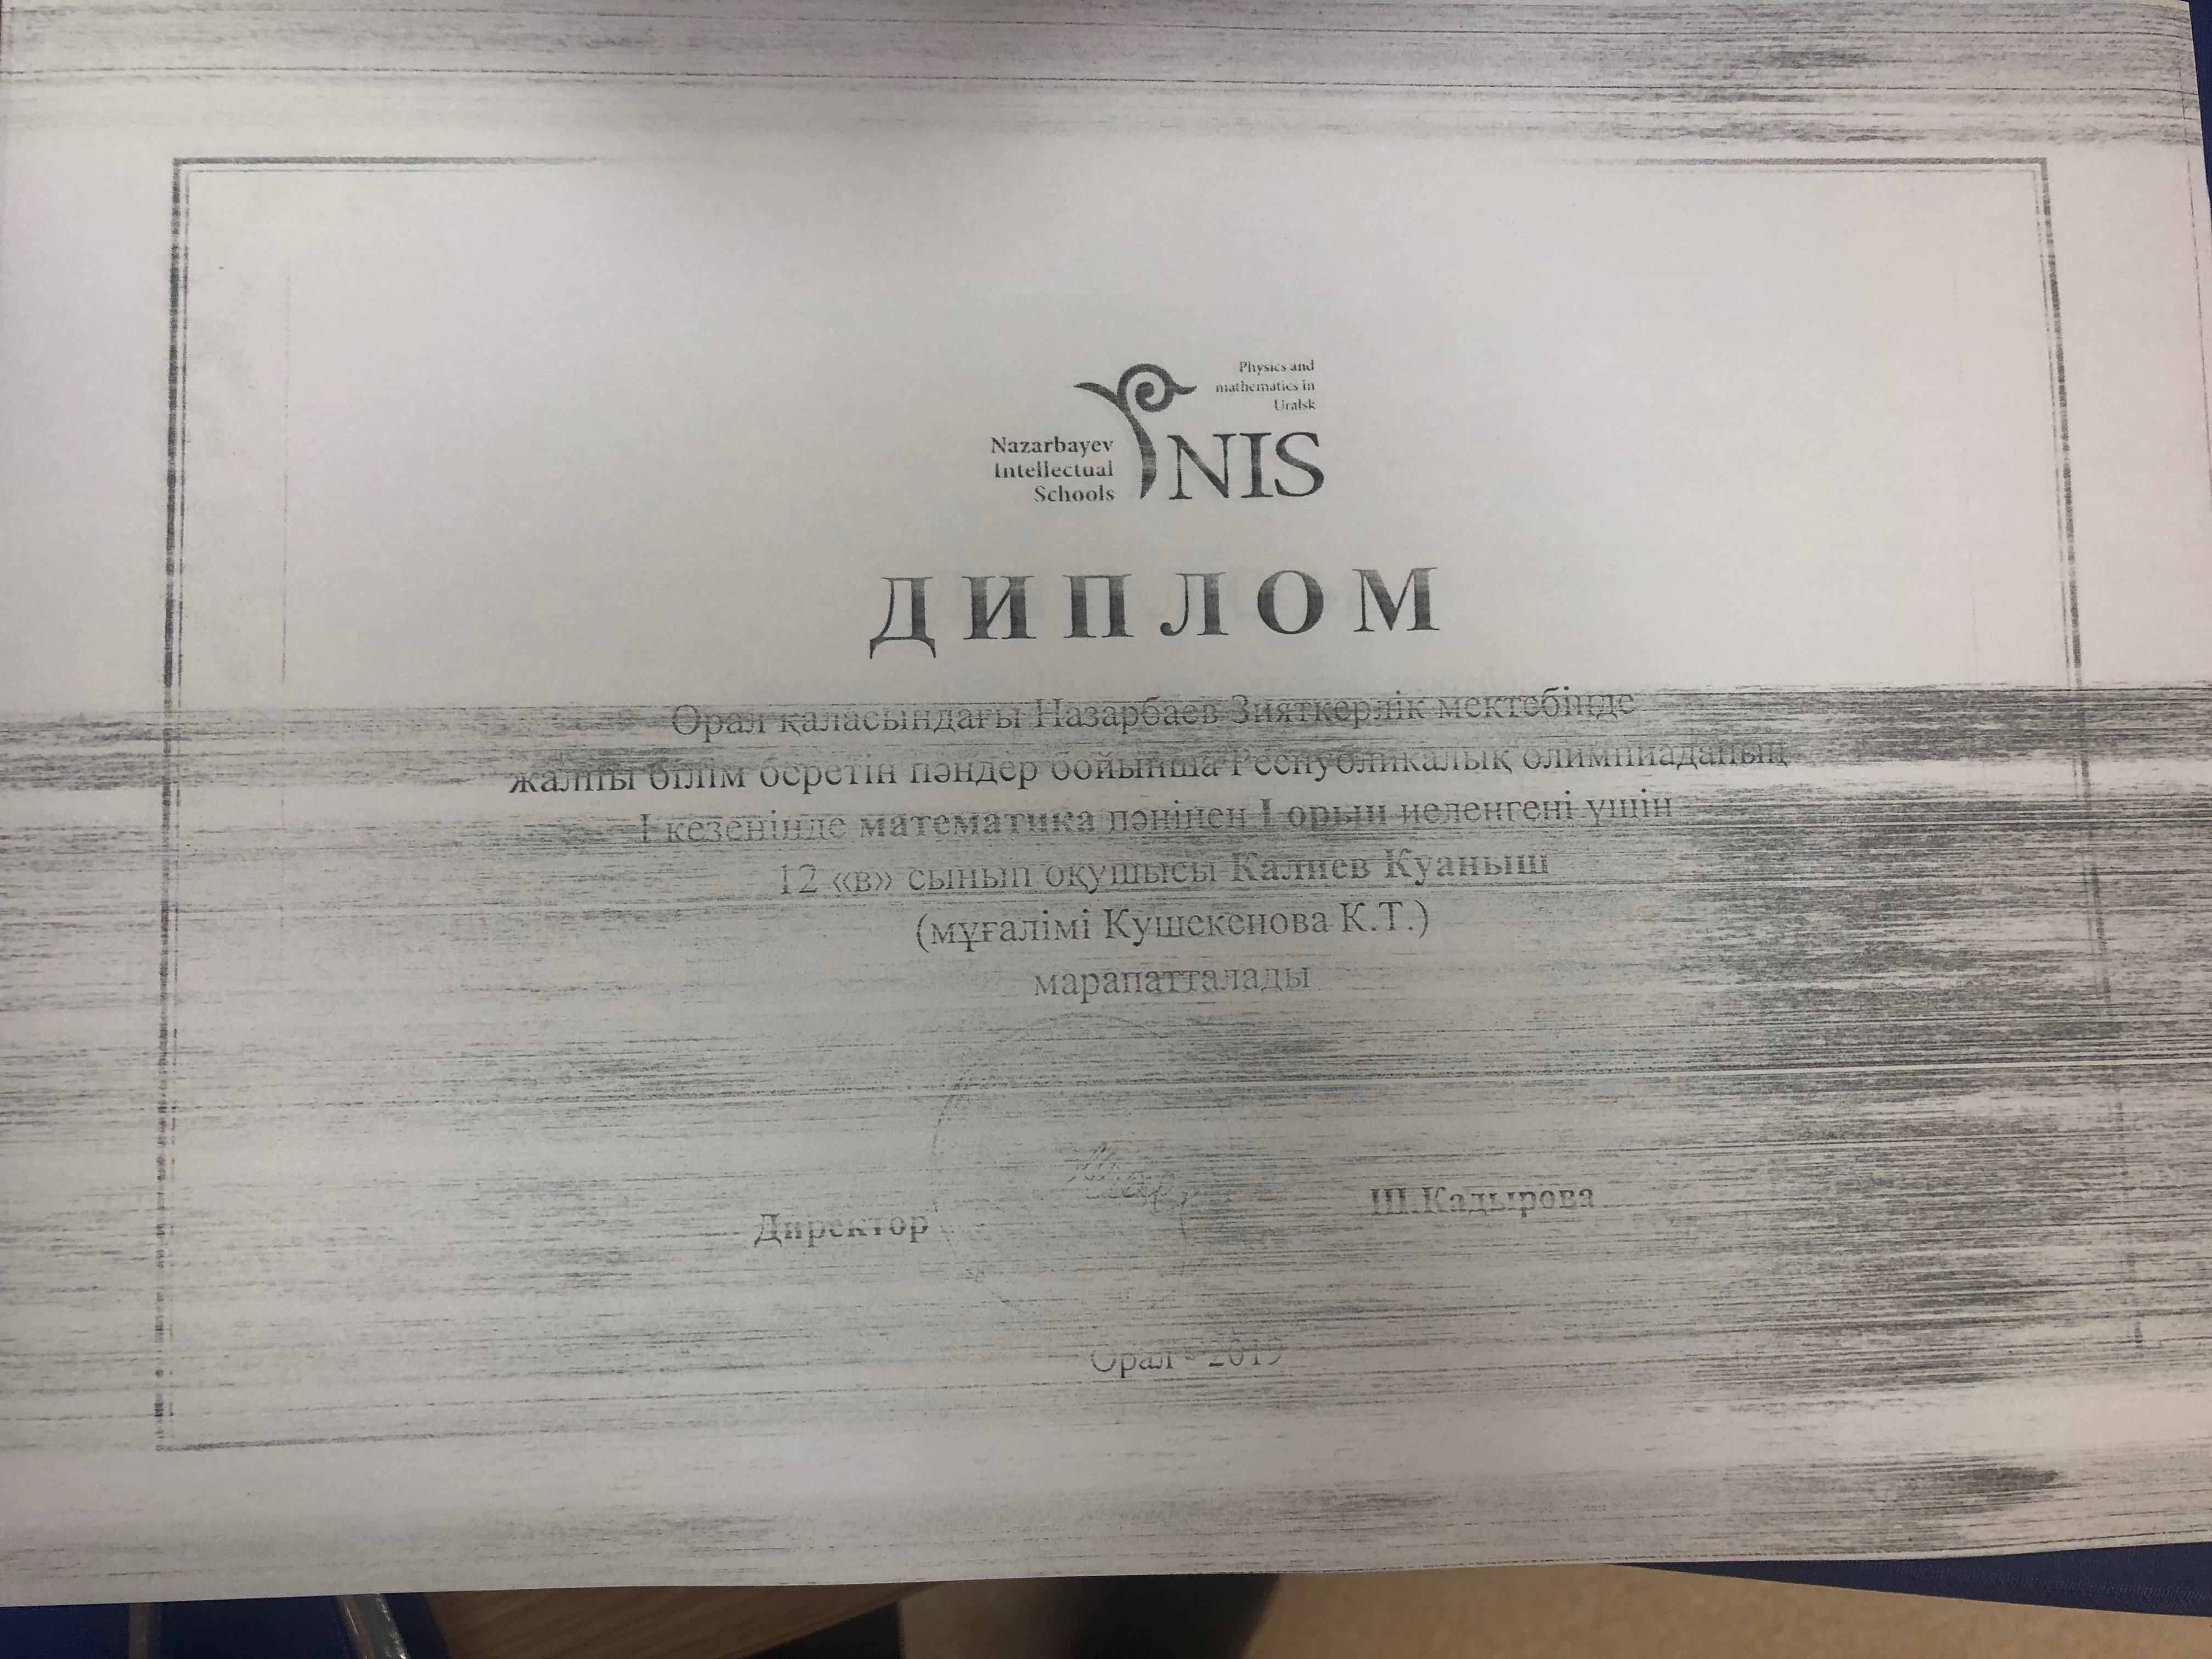 Physics and
mathematics in
Uralsk
Nazarbayev
Intellectual
Schools
NIS
ДИПЛОМ
Орал қаласындағы Назарбаев Зияткерлік мектебінде
жалпы білім беретін пәндер бойынша Республикалық олимпиаданың
І кезеңінде математика пәнінен І орын иеленгені үшін
12 «в» сынып оқушысы Калиев Куаныш
(мұғалімі Кушекенова К.Т.)
марапатталады
Директор
Ш.Кадырова
Орал - 2019